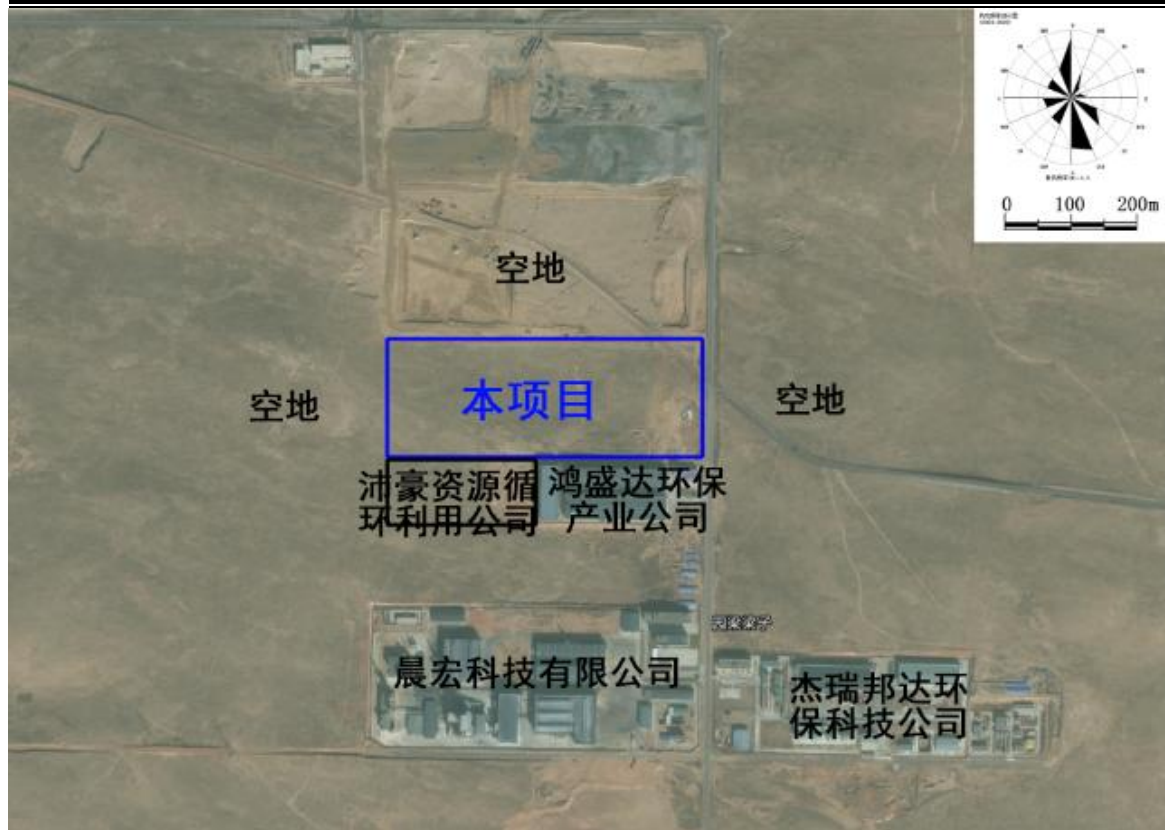 0 100 200m
空地
本项目
空地
空地
沛豪资源循
环利用公司
鸿盛达环保
产业公司
晨宏科技有限公司
杰瑞邦达环
保科技公司